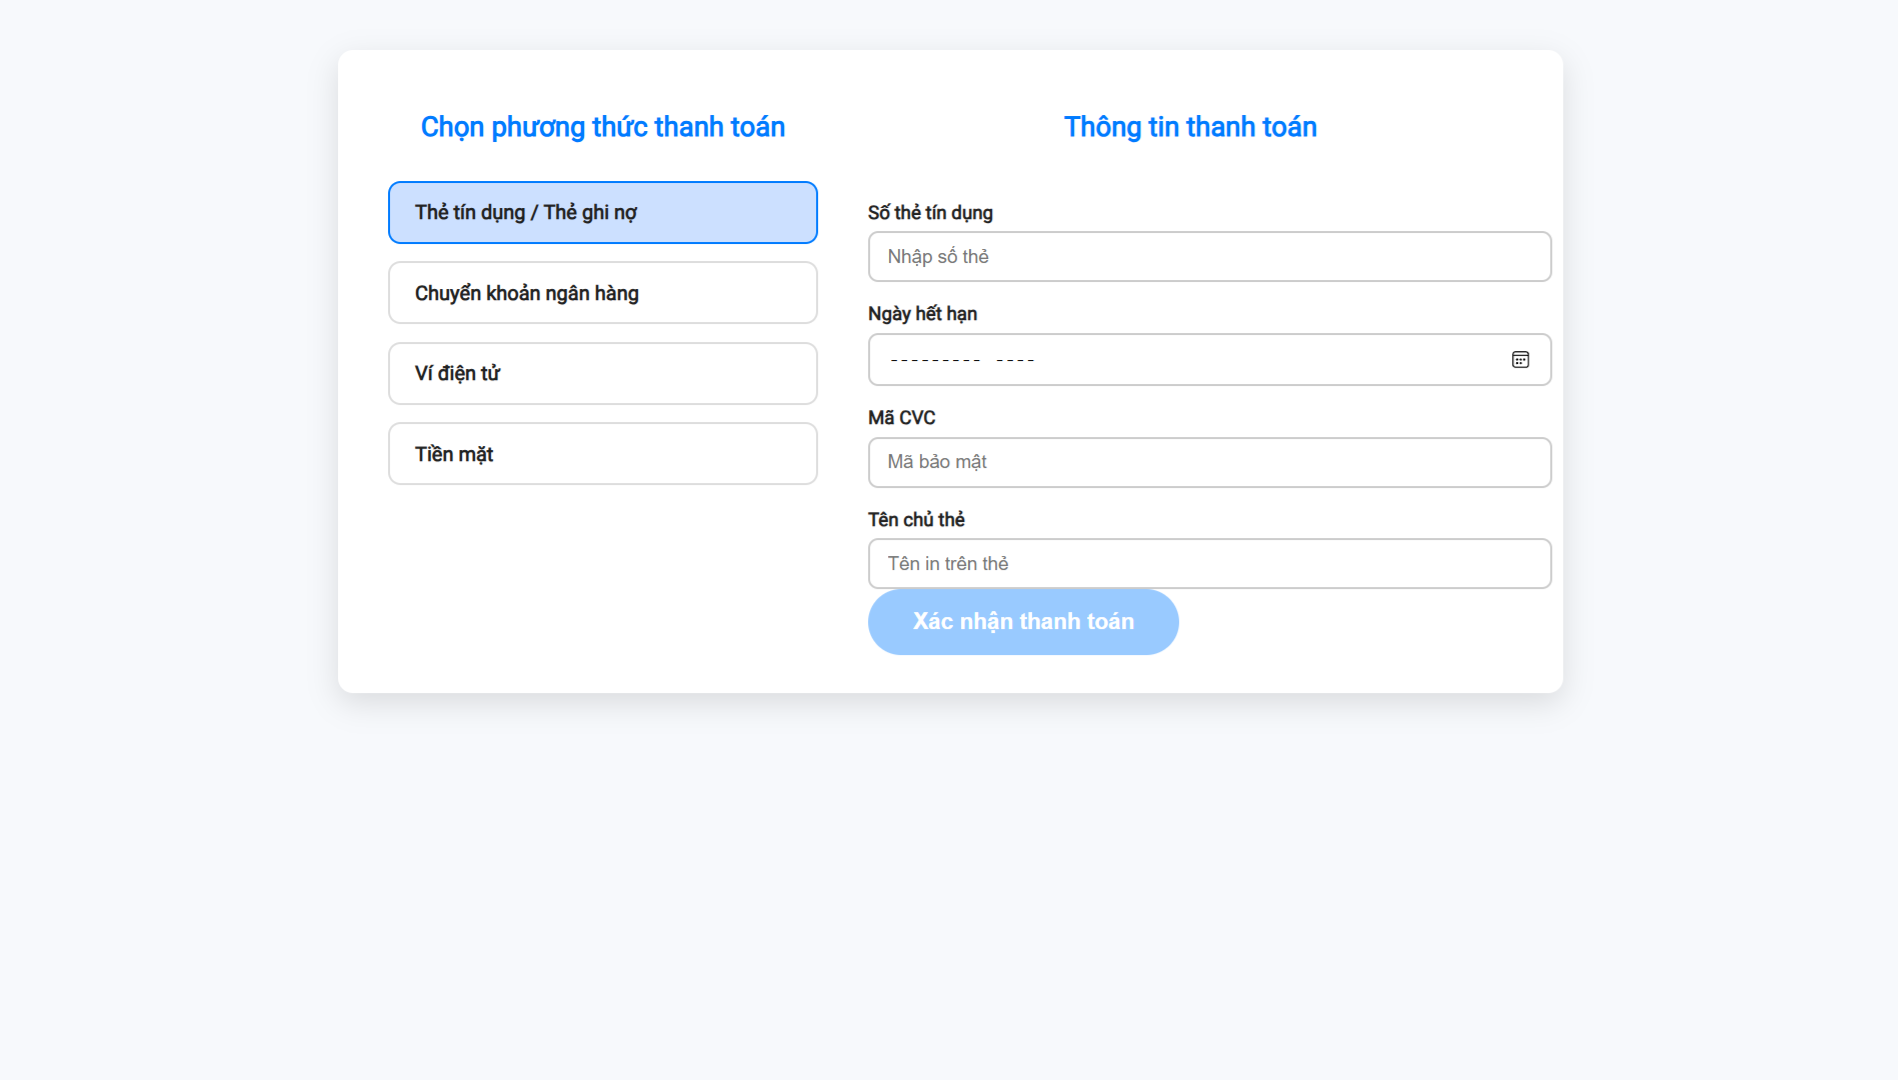 Chọn phương thức thanh toán
Thẻ tín dụng / Thẻ ghi nợ
Chuyển khoản ngân hàng
Ví điện tử
Tiền mặt
Thông tin thanh toán
Số thẻ tín dụng
Nhập số thẻ
Ngày hết hạn
--------- ----
Mã CVC
Mã bảo mật
Tên chủ thẻ
Tên in trên thẻ
Xác nhận thanh toán